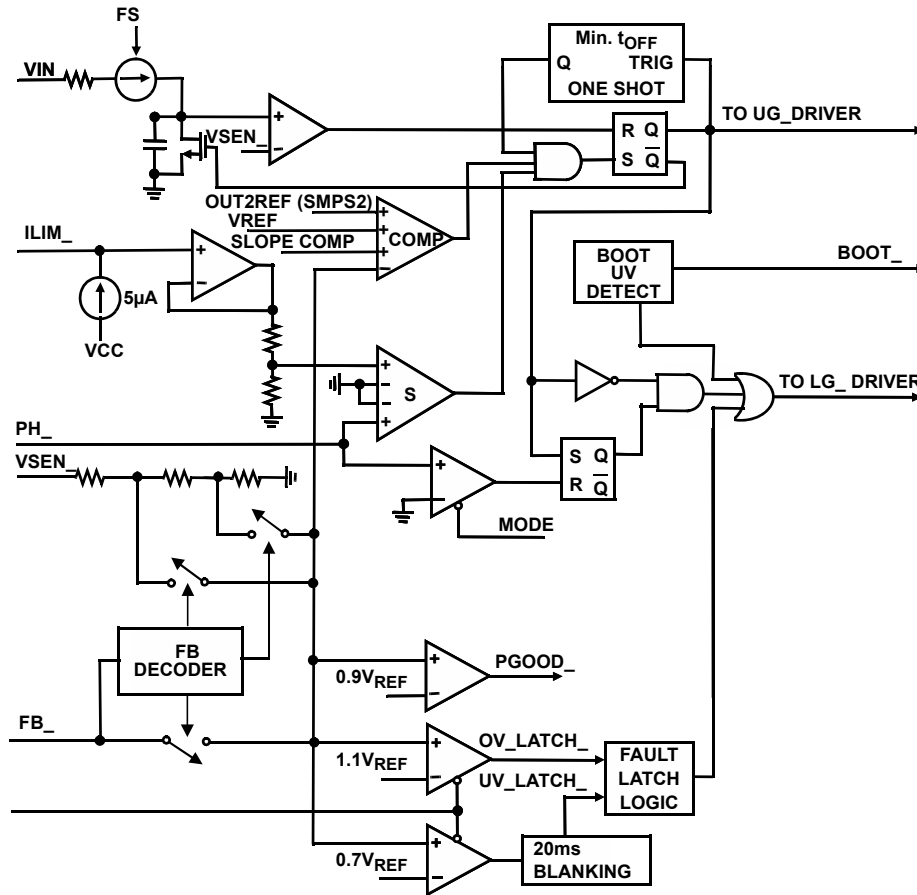 FS
VIN
Min. tOFF
Q TRIG
ONE SHOT
TO UG_DRIVER
VSEN_
+
−
R Q
S Q
OUT2REF (SMPS2)
VREF
SLOPE COMP
+
+
+
−
COMP
ILIM_
+
−
5µA
VCC
BOOT
UV
DETECT
BOOT_
+
−
−
+
S
TO LG_ DRIVER
PH_
VSEN_
+
−
S Q
R Q
MODE
FB
DECODER
+
−
0.9VREF
PGOOD_
FB_
+
−
1.1VREF
OV_LATCH_
UV_LATCH_
FAULT
LATCH
LOGIC
+
−
0.7VREF
20ms
BLANKING